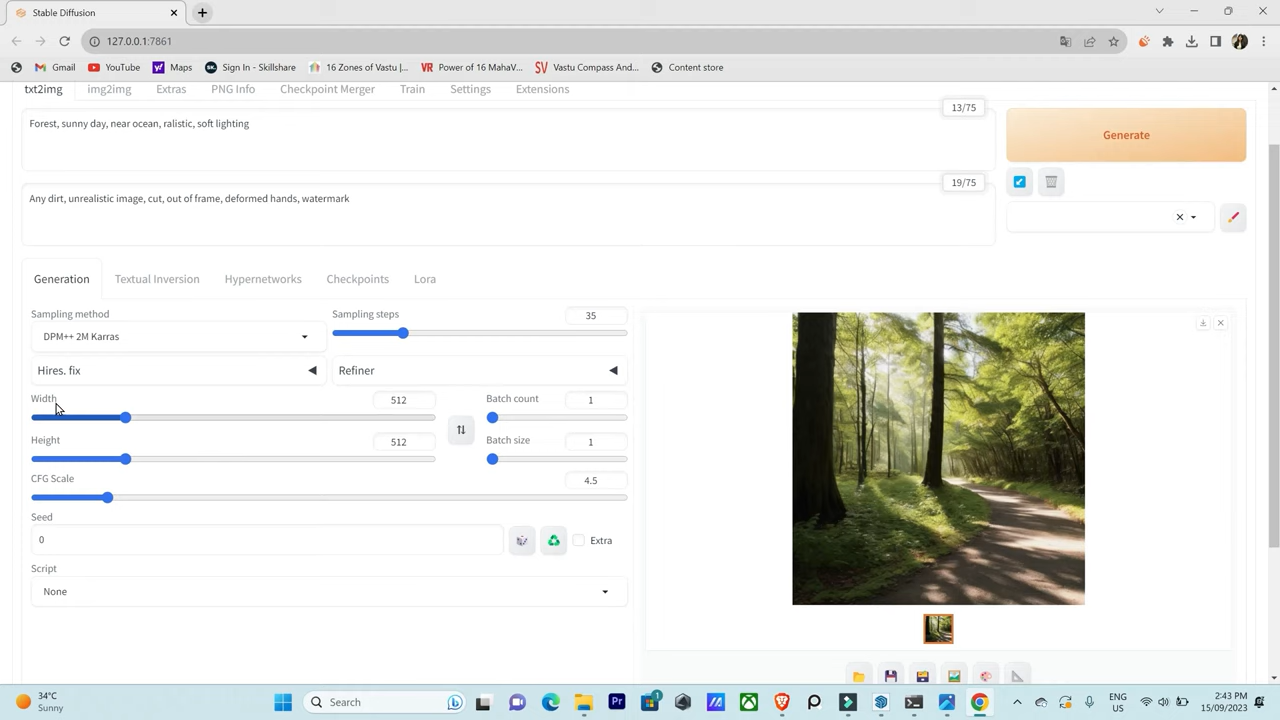 Stable Diffusion
127.0.0.1:7861
Gmail
YouTube
Maps
Sign In - Skillshare
16 Zones of Vastu |...
Power of 16 MahaV...
Vastu Compass And...
Content store
txt2img
img2img
Extras
PNG Info
Checkpoint Merger
Train
Settings
Extensions
13/75
Forest, sunny day, near ocean, ralistic, soft lighting
Generate
19/75
Any dirt, unrealistic image, cut, out of frame, deformed hands, watermark
Generation
Textual Inversion
Hypernetworks
Checkpoints
Lora
Sampling method
Sampling steps
35
DPM++ 2M Karras
Hires. fix
Refiner
Width
512
Batch count
1
Height
512
Batch size
1
CFG Scale
4.5
Seed
0
Extra
Script
None
34°C
Sunny
Search
Pr
1
ENG
US
2:43 PM
15/09/2023